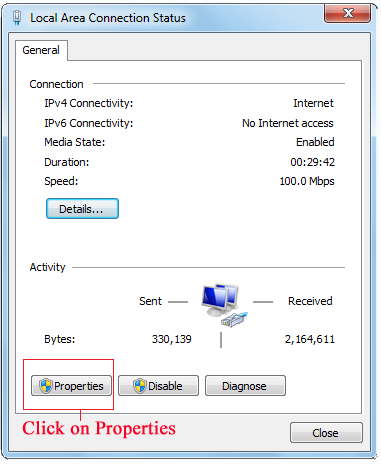 Local Area Connection Status
General
Connection
IPv4 Connectivity: Internet
IPv6 Connectivity: No Internet access
Media State: Enabled
Duration: 00:29:42
Speed: 100.0 Mbps
Details...
Activity
Sent Received
Bytes: 330,139 2,164,611
Properties Disable Diagnose
Click on Properties
Close